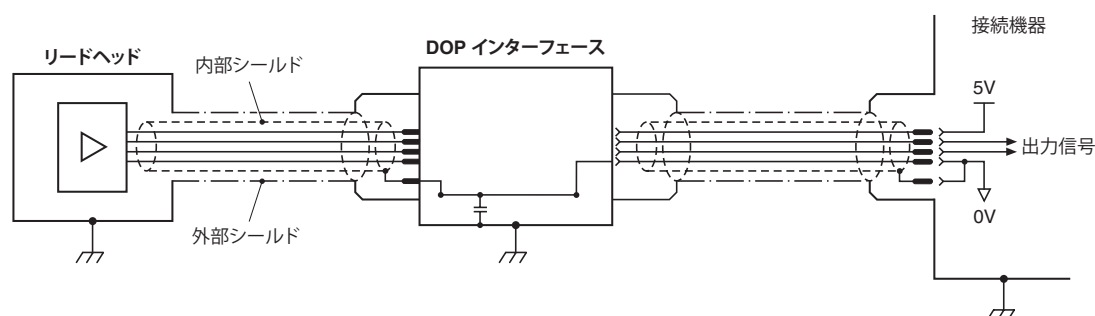 接続機器
DOP インターフェース
リードヘッド
内部シールド
5V
出力信号
外部シールド
0V